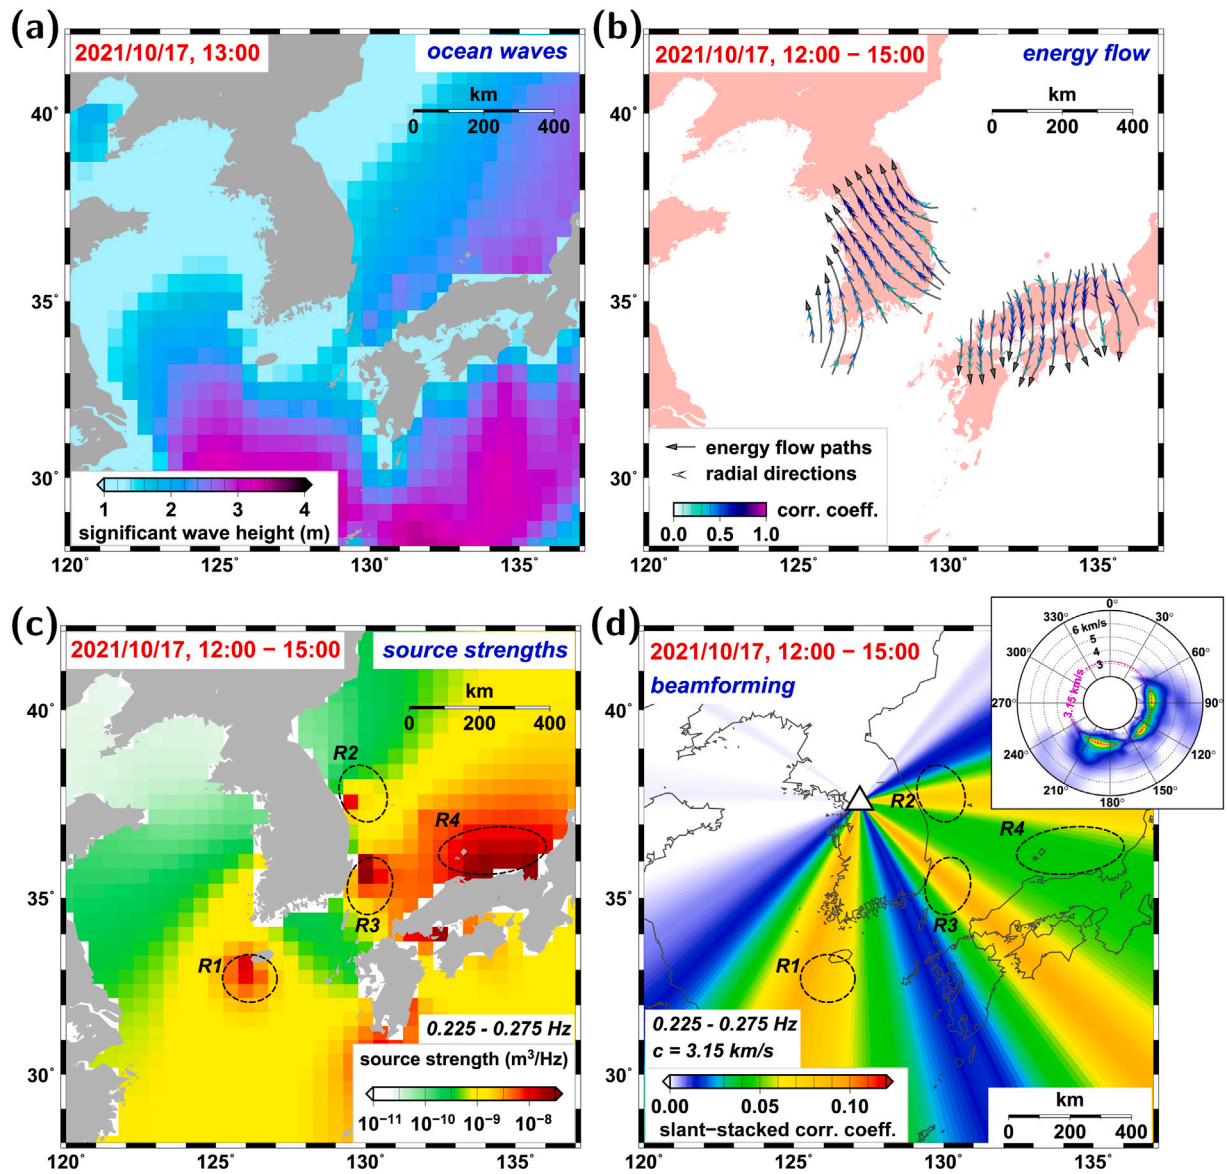 (a)
2021/10/17, 13:00
ocean waves
km
0 200 400
40°
35°
30°
1 2 3 4
significant wave height (m)
120° 125° 130° 135°
(b)
2021/10/17, 12:00 − 15:00
energy flow
km
0 200 400
40°
35°
30°
energy flow paths
radial directions
corr. coeff.
0.0 0.5 1.0
120° 125° 130° 135°
(c)
2021/10/17, 12:00 − 15:00
source strengths
km
0 200 400
40°
35°
30°
R2
R4
R3
R1
0.225 - 0.275 Hz
source strength (m³/Hz)
10⁻¹¹ 10⁻¹⁰ 10⁻⁹ 10⁻⁸
120° 125° 130° 135°
(d)
2021/10/17, 12:00 − 15:00
beamforming
0°
30°
60°
90°
120°
150°
180°
210°
240°
270°
300°
330°
6 km/s
5
4
3
3.15 km/s
40°
35°
30°
R2
R4
R3
R1
0.225 - 0.275 Hz
c = 3.15 km/s
0.00 0.05 0.10
slant−stacked corr. coeff.
km
0 200 400
120° 125° 130° 135°